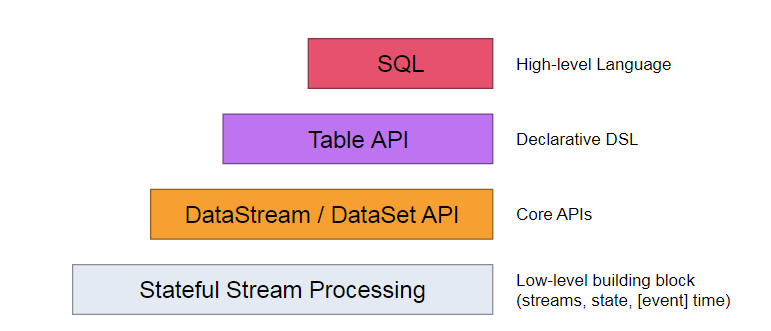 SQL
High-level Language
Table API
Declarative DSL
DataStream / DataSet API
Core APIs
Stateful Stream Processing
Low-level building block
(streams, state, [event] time)